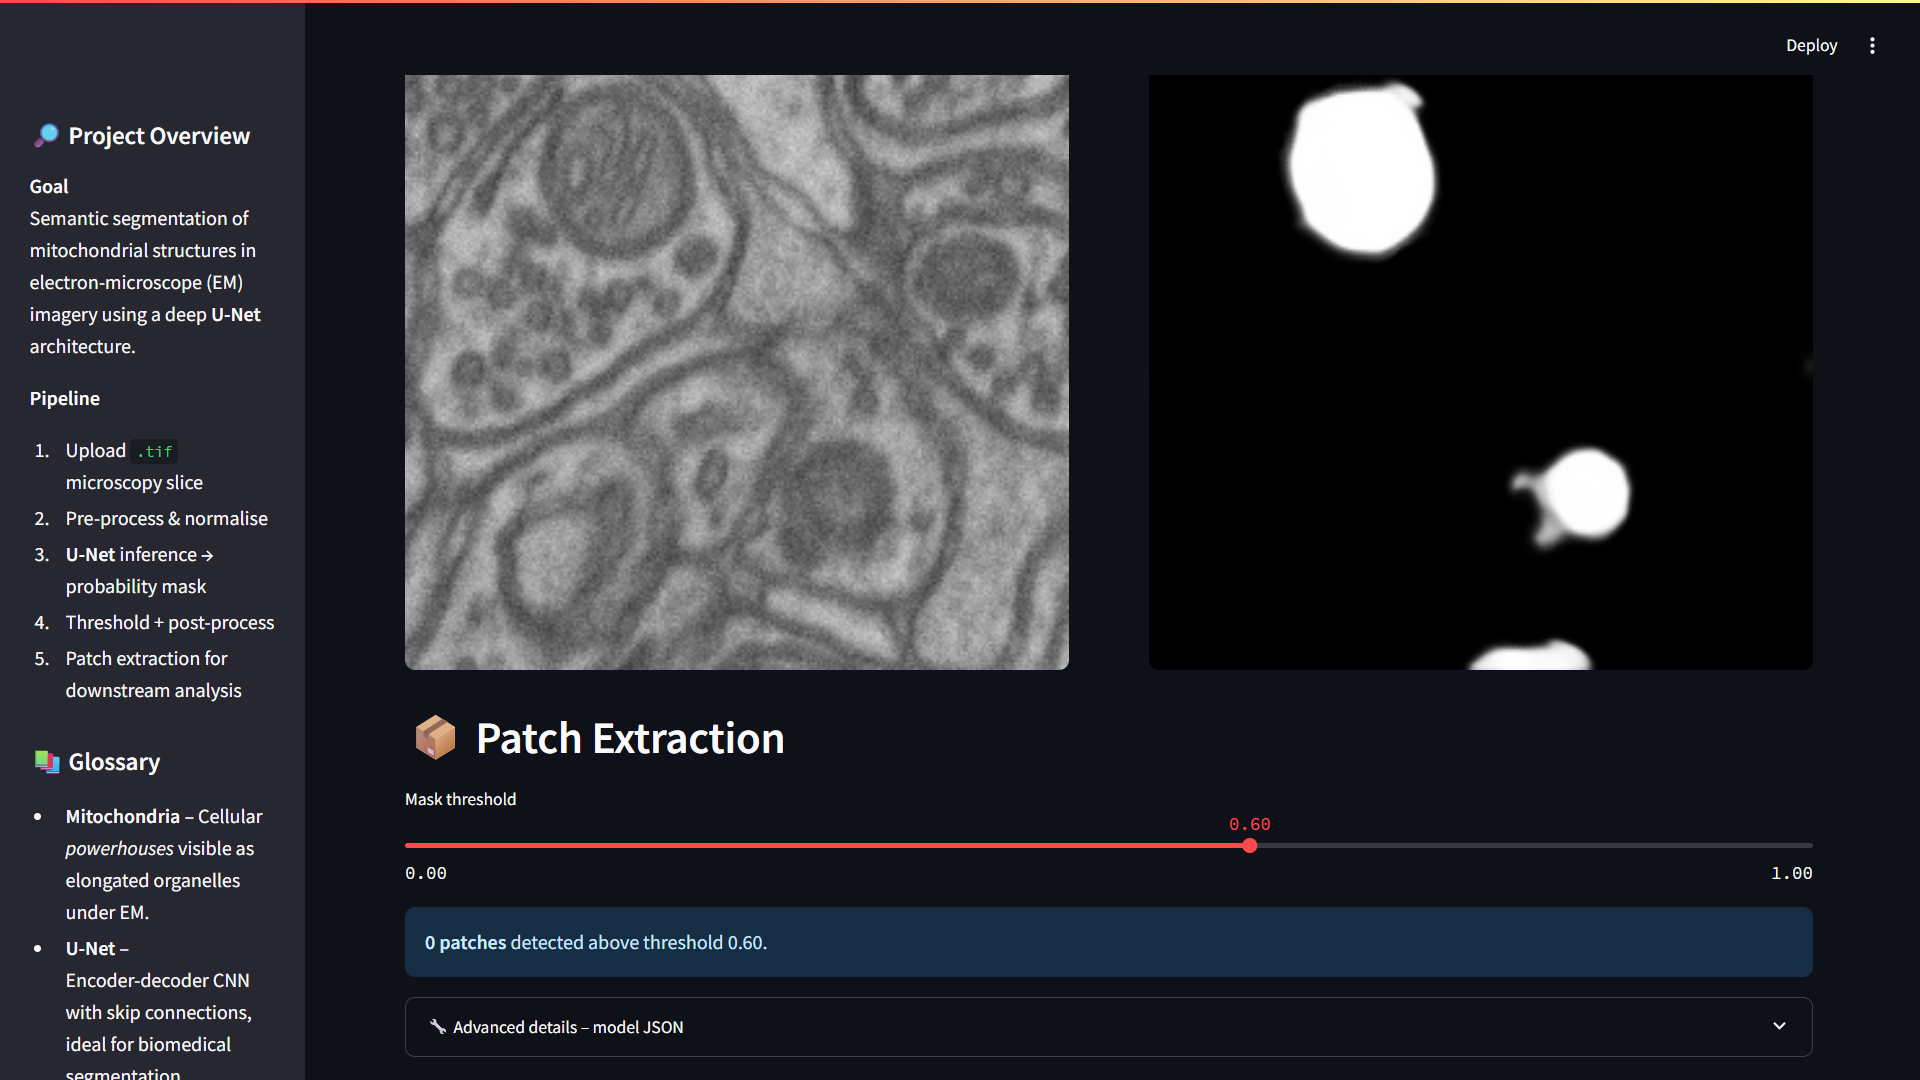 Deploy
🔎 Project Overview
Goal
Semantic segmentation of
mitochondrial structures in
electron-microscope (EM)
imagery using a deep U-Net
architecture.
Pipeline
1. Upload .tif
microscopy slice
2. Pre-process & normalise
3. U-Net inference →
probability mask
4. Threshold + post-process
5. Patch extraction for
downstream analysis
📚 Glossary
• Mitochondria – Cellular
powerhouses visible as
elongated organelles
under EM.
• U-Net –
Encoder-decoder CNN
with skip connections,
ideal for biomedical
segmentation
📦 Patch Extraction
Mask threshold
0.60
0.00 1.00
0 patches detected above threshold 0.60.
🔧 Advanced details – model JSON